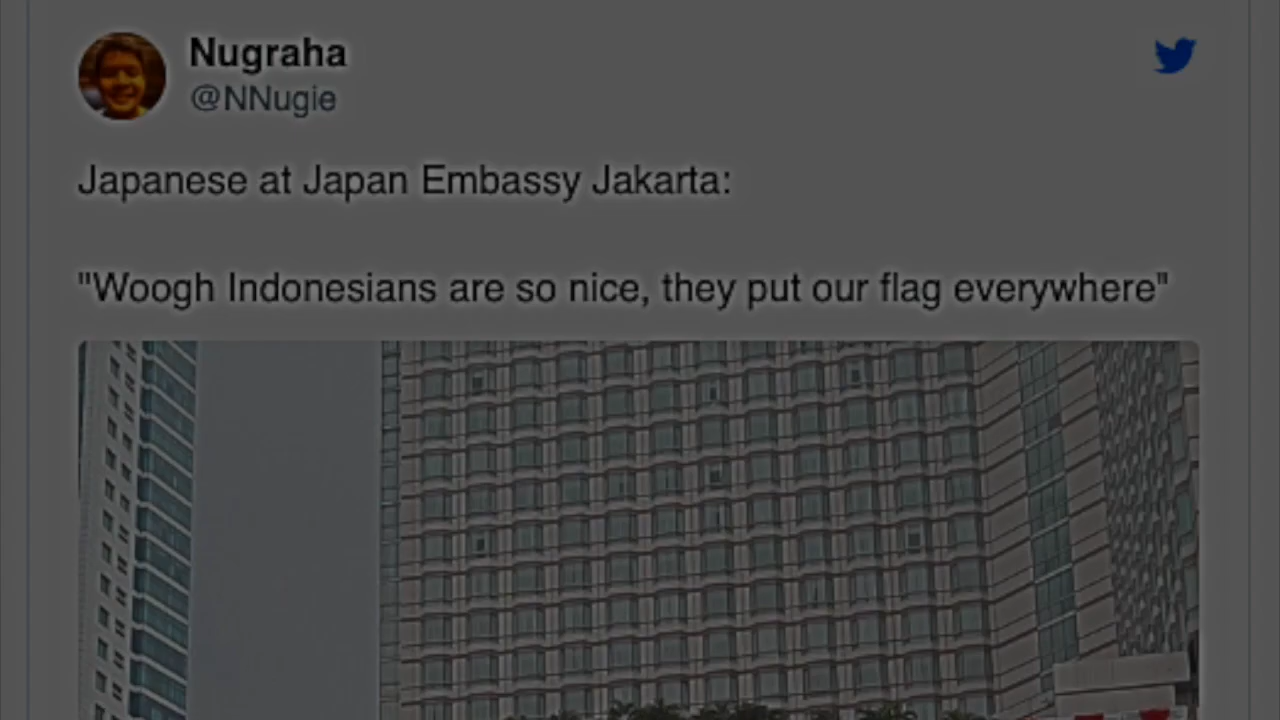 Nugraha
@NNugie
Japanese at Japan Embassy Jakarta:
"Woogh Indonesians are so nice, they put our flag everywhere"